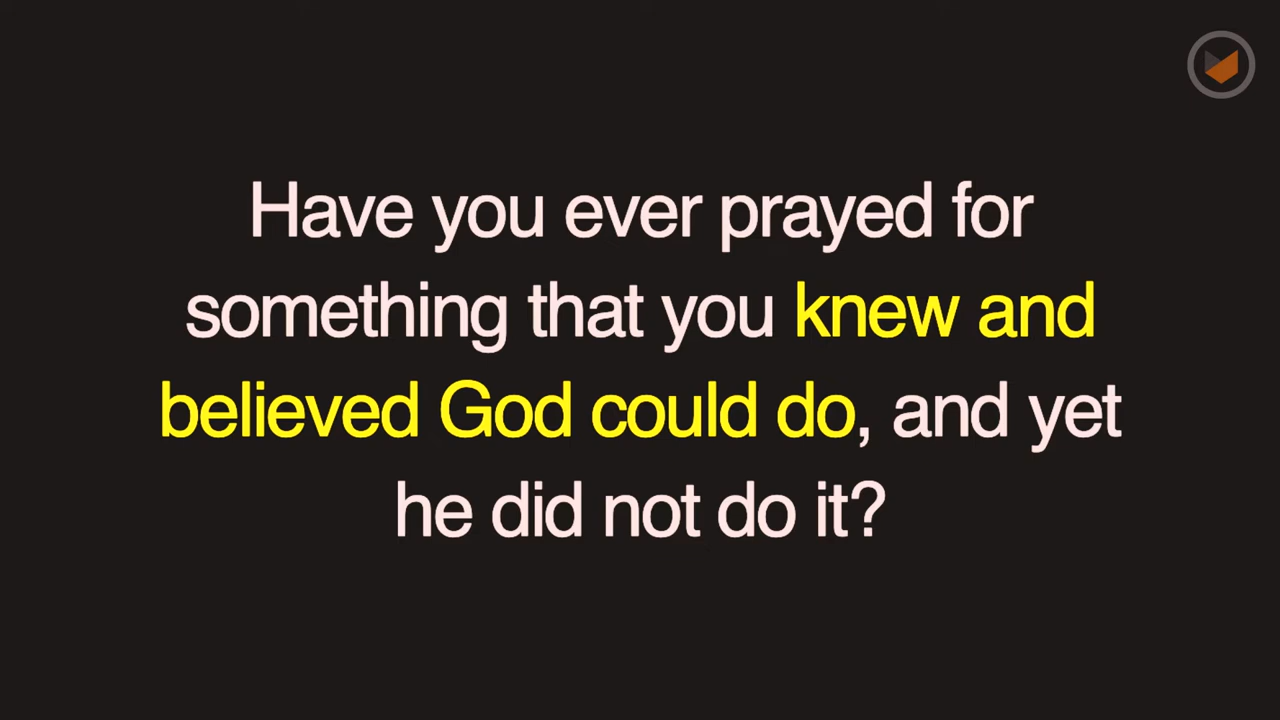 Have you ever prayed for
something that you knew and
believed God could do, and yet
he did not do it?